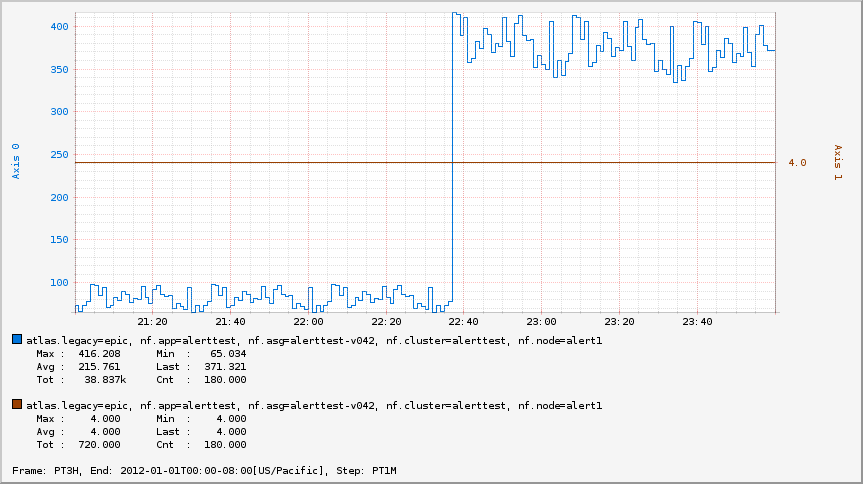 400
350
300
250
200
150
100
Axis 0
4.0
Axis 1
21:20 21:40 22:00 22:20 22:40 23:00 23:20 23:40
atlas.legacy=epic, nf.app=alerttest, nf.asg=alerttest-v042, nf.cluster=alerttest, nf.node=alert1
Max : 416.208 Min : 65.034
Avg : 215.761 Last : 371.321
Tot : 38.837k Cnt : 180.000
atlas.legacy=epic, nf.app=alerttest, nf.asg=alerttest-v042, nf.cluster=alerttest, nf.node=alert1
Max : 4.000 Min : 4.000
Avg : 4.000 Last : 4.000
Tot : 720.000 Cnt : 180.000
Frame: PT3H, End: 2012-01-01T00:00-08:00[US/Pacific], Step: PT1M